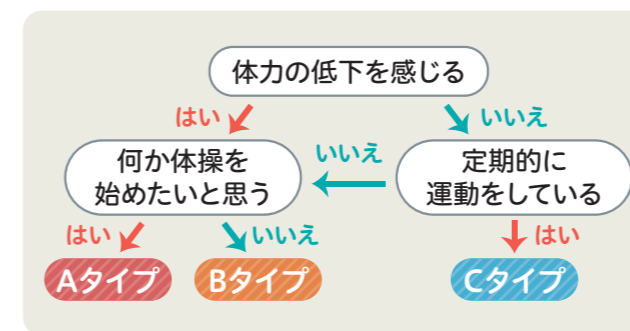 体力の低下を感じる
はい
いいえ
何か体操を
始めたいと思う
いいえ
定期的に
運動をしている
はい
いいえ
はい
Aタイプ
Bタイプ
Cタイプ